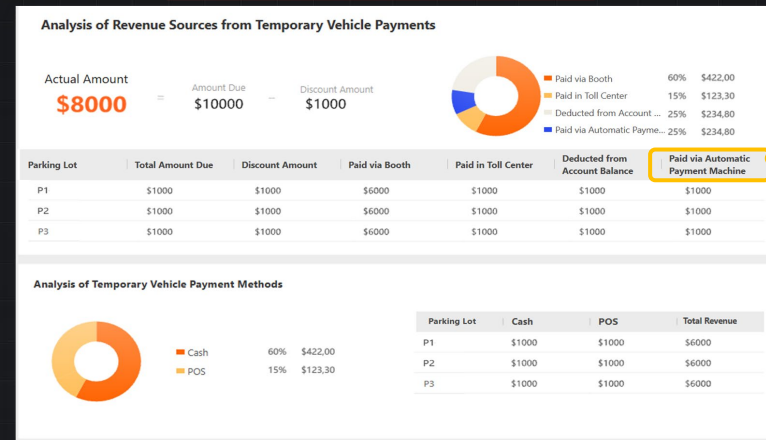 Analysis of Revenue Sources from Temporary Vehicle Payments
Actual Amount
$8000
=
Amount Due
$10000
−
Discount Amount
$1000
Paid via Booth 60% $422,00
Paid in Toll Center 15% $123,30
Deducted from Account ... 25% $234,80
Paid via Automatic Payme... 25% $234,80
Parking Lot Total Amount Due Discount Amount Paid via Booth Paid in Toll Center Deducted from Account Balance Paid via Automatic Payment Machine
P1 $1000 $1000 $6000 $1000 $1000 $1000
P2 $1000 $1000 $6000 $1000 $1000 $1000
P3 $1000 $1000 $6000 $1000 $1000 $1000
Analysis of Temporary Vehicle Payment Methods
Cash 60% $422,00
POS 15% $123,30
Parking Lot Cash POS Total Revenue
P1 $1000 $1000 $6000
P2 $1000 $1000 $6000
P3 $1000 $1000 $6000